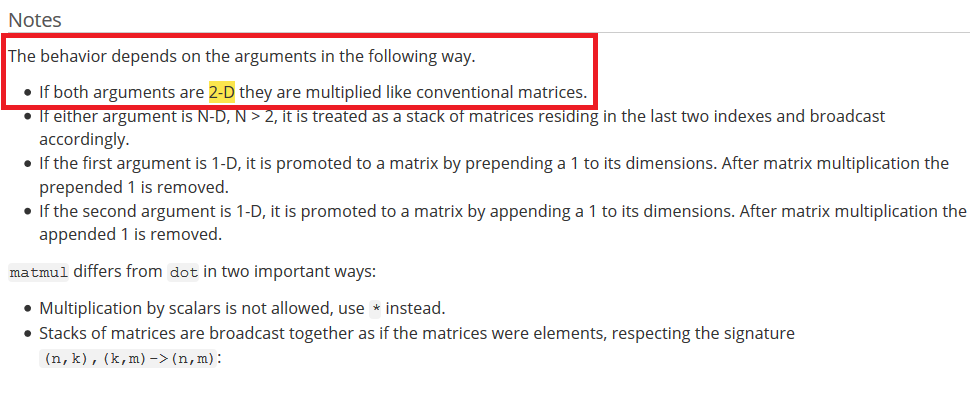 Notes
The behavior depends on the arguments in the following way.
• If both arguments are 2-D they are multiplied like conventional matrices.
• If either argument is N-D, N > 2, it is treated as a stack of matrices residing in the last two indexes and broadcast
accordingly.
• If the first argument is 1-D, it is promoted to a matrix by prepending a 1 to its dimensions. After matrix multiplication the
prepended 1 is removed.
• If the second argument is 1-D, it is promoted to a matrix by appending a 1 to its dimensions. After matrix multiplication the
appended 1 is removed.
matmul differs from dot in two important ways:
• Multiplication by scalars is not allowed, use * instead.
• Stacks of matrices are broadcast together as if the matrices were elements, respecting the signature
(n,k),(k,m)->(n,m):